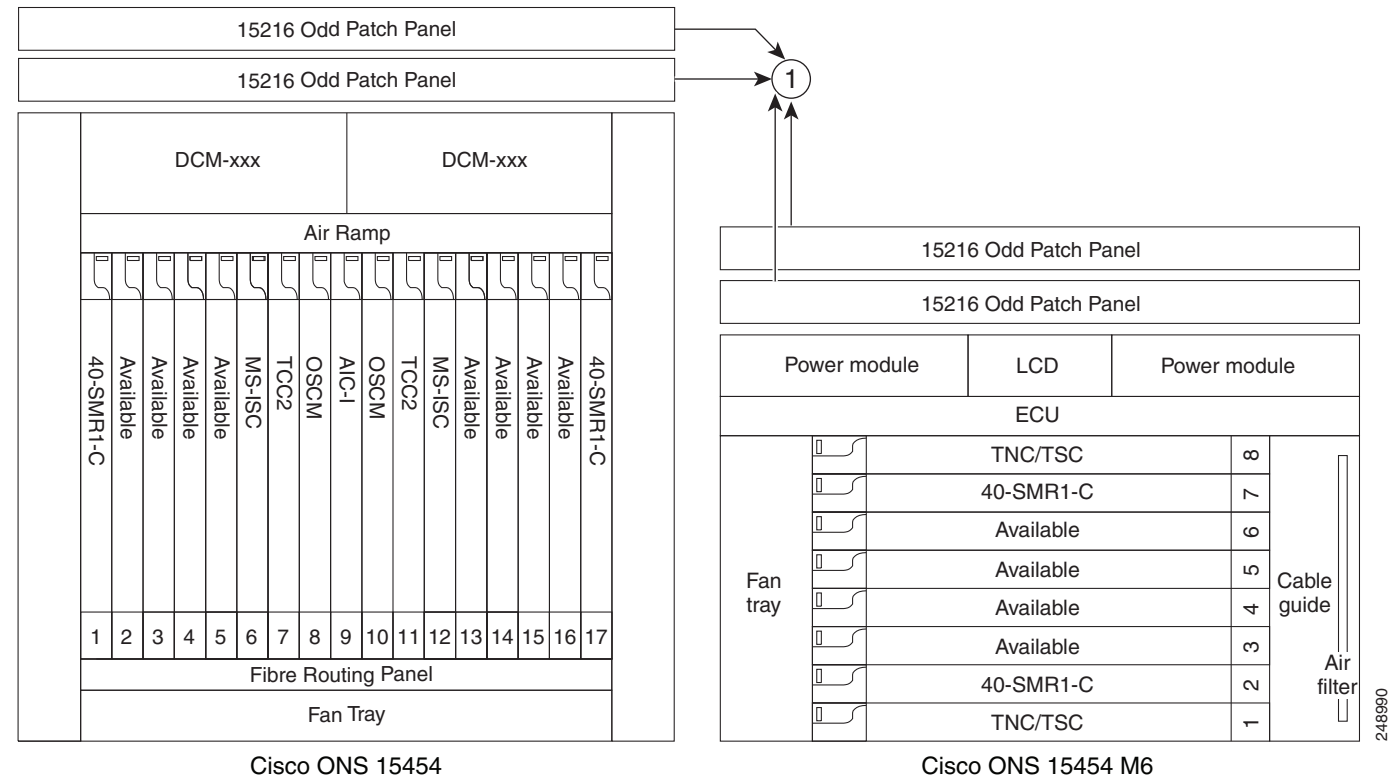 15216 Odd Patch Panel
15216 Odd Patch Panel
1
DCM-xxx DCM-xxx
Air Ramp
40-SMR1-C
Available
Available
Available
Available
MS-ISC
TCC2
OSCM
AIC-I
OSCM
TCC2
MS-ISC
Available
Available
Available
Available
40-SMR1-C
1 2 3 4 5 6 7 8 9 10 11 12 13 14 15 16 17
Fibre Routing Panel
Fan Tray
Cisco ONS 15454
15216 Odd Patch Panel
15216 Odd Patch Panel
Power module LCD Power module
ECU
Fan
tray
TNC/TSC 8
40-SMR1-C 7
Available 6
Available 5
Available 4
Available 3
40-SMR1-C 2
TNC/TSC 1
Cable
guide
Air
filter
Cisco ONS 15454 M6
248990